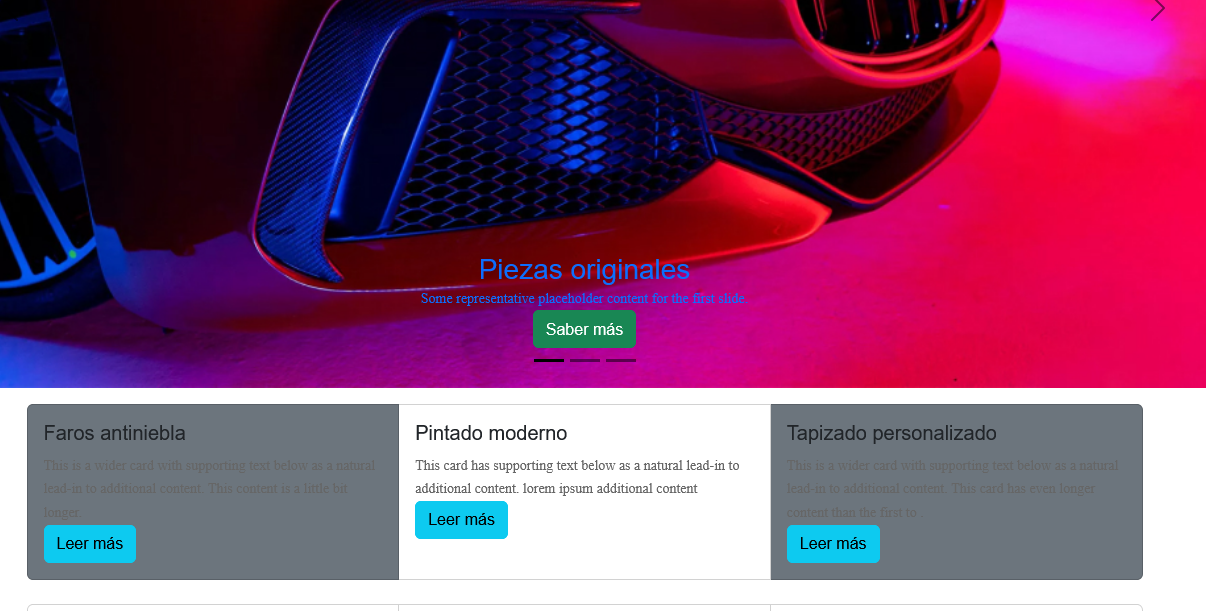 Piezas originales
Some representative placeholder content for the first slide.
Saber más
Faros antiniebla
This is a wider card with supporting text below as a natural
lead-in to additional content. This content is a little bit
longer.
Leer más
Pintado moderno
This card has supporting text below as a natural lead-in to
additional content. lorem ipsum additional content
Leer más
Tapizado personalizado
This is a wider card with supporting text below as a natural
lead-in to additional content. This card has even longer
content than the first to .
Leer más